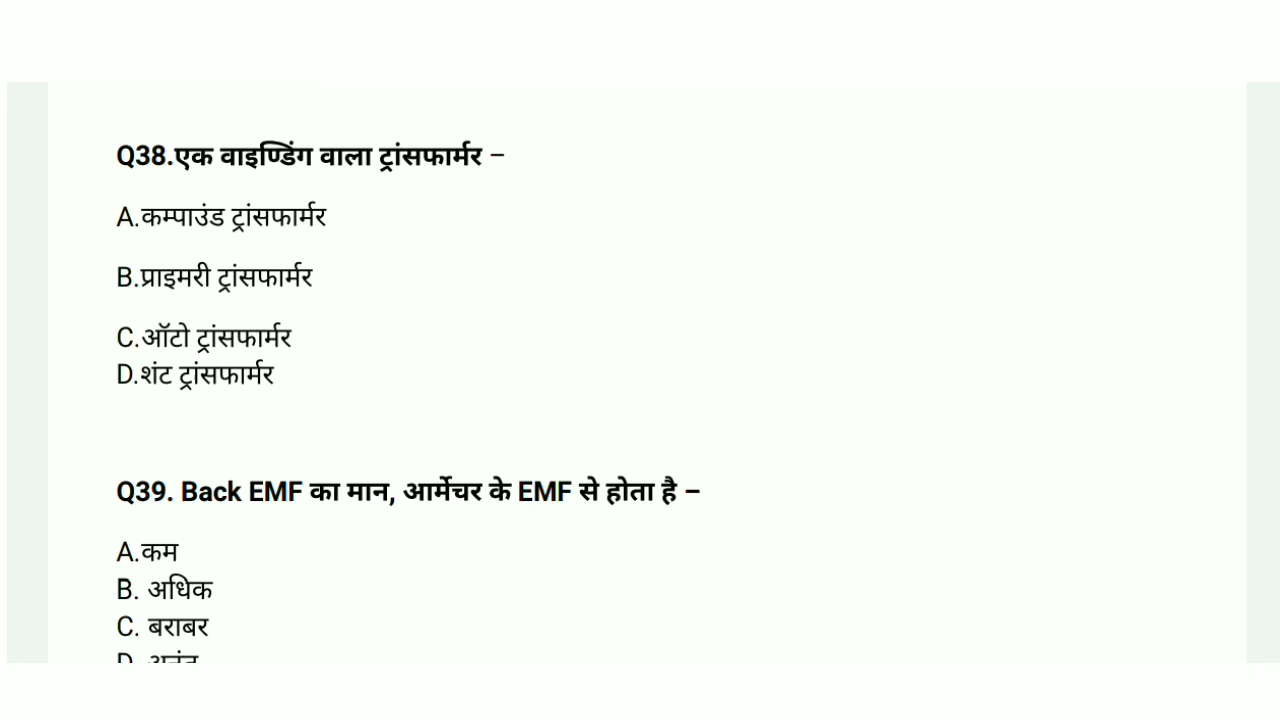 Q38.एक वाइण्डिंग वाला ट्रांसफार्मर –
A.कम्पाउंड ट्रांसफार्मर
B.प्राइमरी ट्रांसफार्मर
C.ऑटो ट्रांसफार्मर
D.शंट ट्रांसफार्मर
Q39. Back EMF का मान, आर्मेचर के EMF से होता है –
A.कम
B. अधिक
C. बराबर
D. अनंत